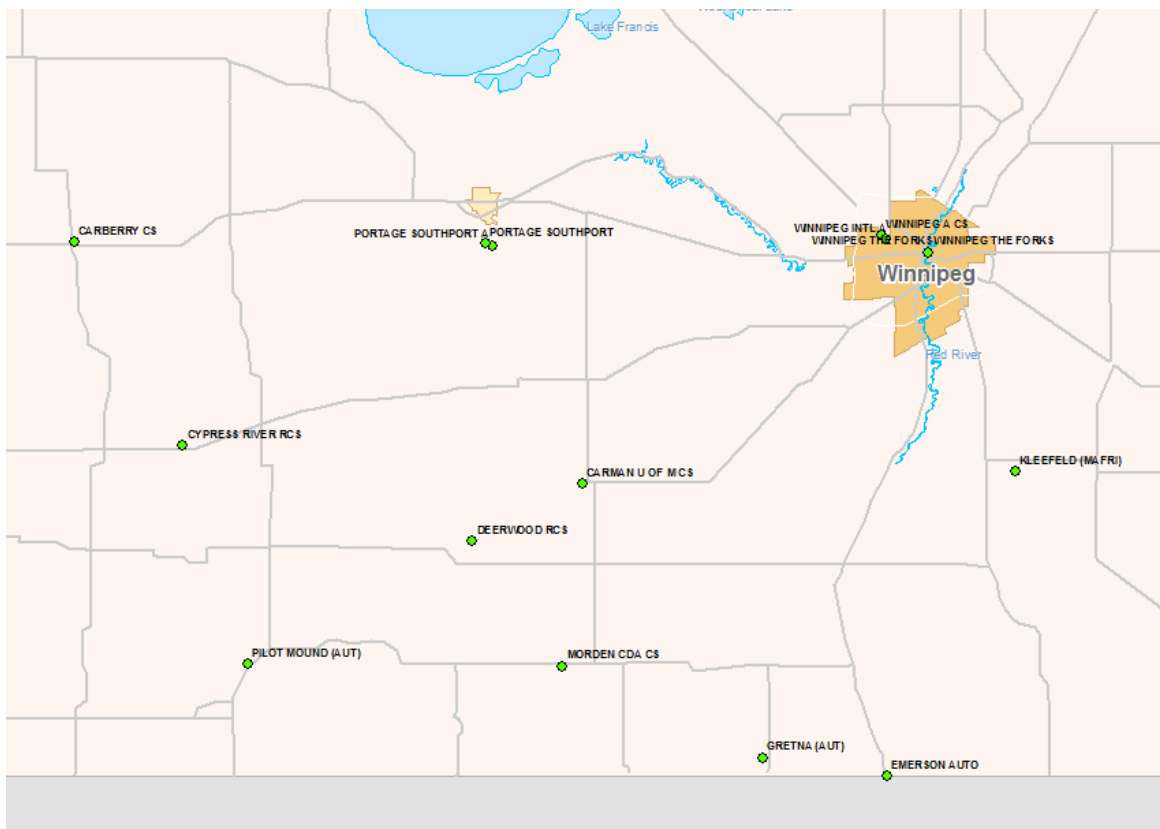 Lake Francis
CARBERRY CS
PORTAGE SOUTHPORT A
PORTAGE SOUTHPORT
WINNIPEG INTL A
WINNIPEG A CS
WINNIPEG THE FORKS
WINNIPEG THE FORKS
Winnipeg
Red River
CYPRESS RIVER RCS
KLEEFELD (MAFRI)
CARMAN U OF M CS
DEERWOOD RCS
PILOT MOUND (AUT)
MORDEN CDA CS
GRETNA (AUT)
EMERSON AUTO